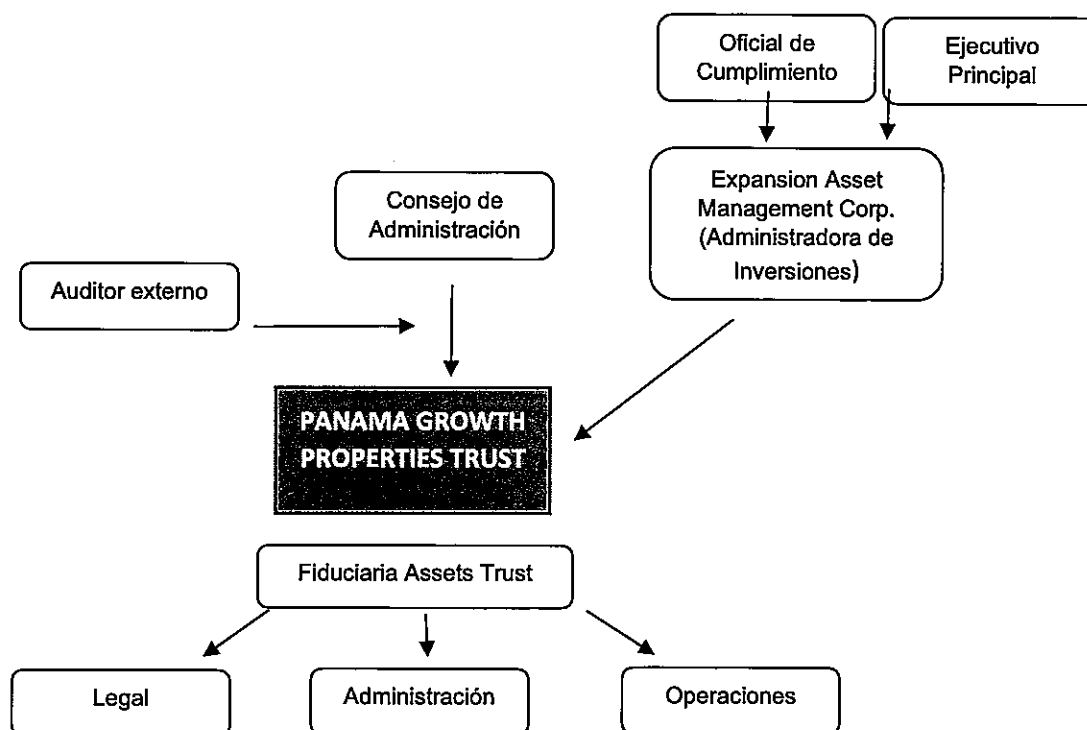 Oficial de
Cumplimiento
Ejecutivo
Principal
Expansion Asset
Management Corp.
(Administradora de
Inversiones)
Consejo de
Administración
Auditor externo
PANAMA GROWTH
PROPERTIES TRUST
Fiduciaria Assets Trust
Legal
Administración
Operaciones